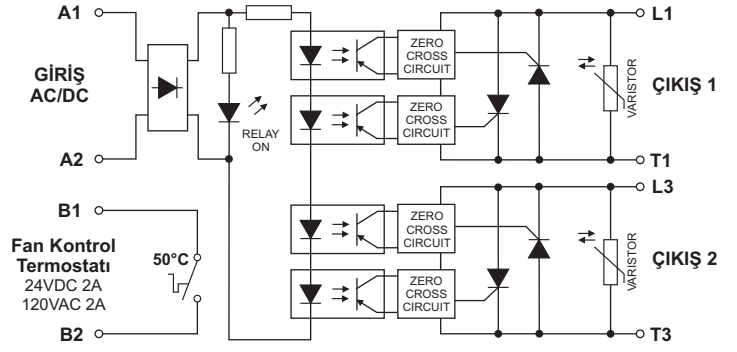 A1
L1
GİRİŞ
AC/DC
RELAY
ON
ZERO
CROSS
CIRCUIT
ZERO
CROSS
CIRCUIT
VARISTOR
ÇIKIŞ 1
A2
T1
B1
Fan Kontrol
Termostatı
24VDC 2A
120VAC 2A
50°C
B2
L3
ZERO
CROSS
CIRCUIT
ZERO
CROSS
CIRCUIT
VARISTOR
ÇIKIŞ 2
T3